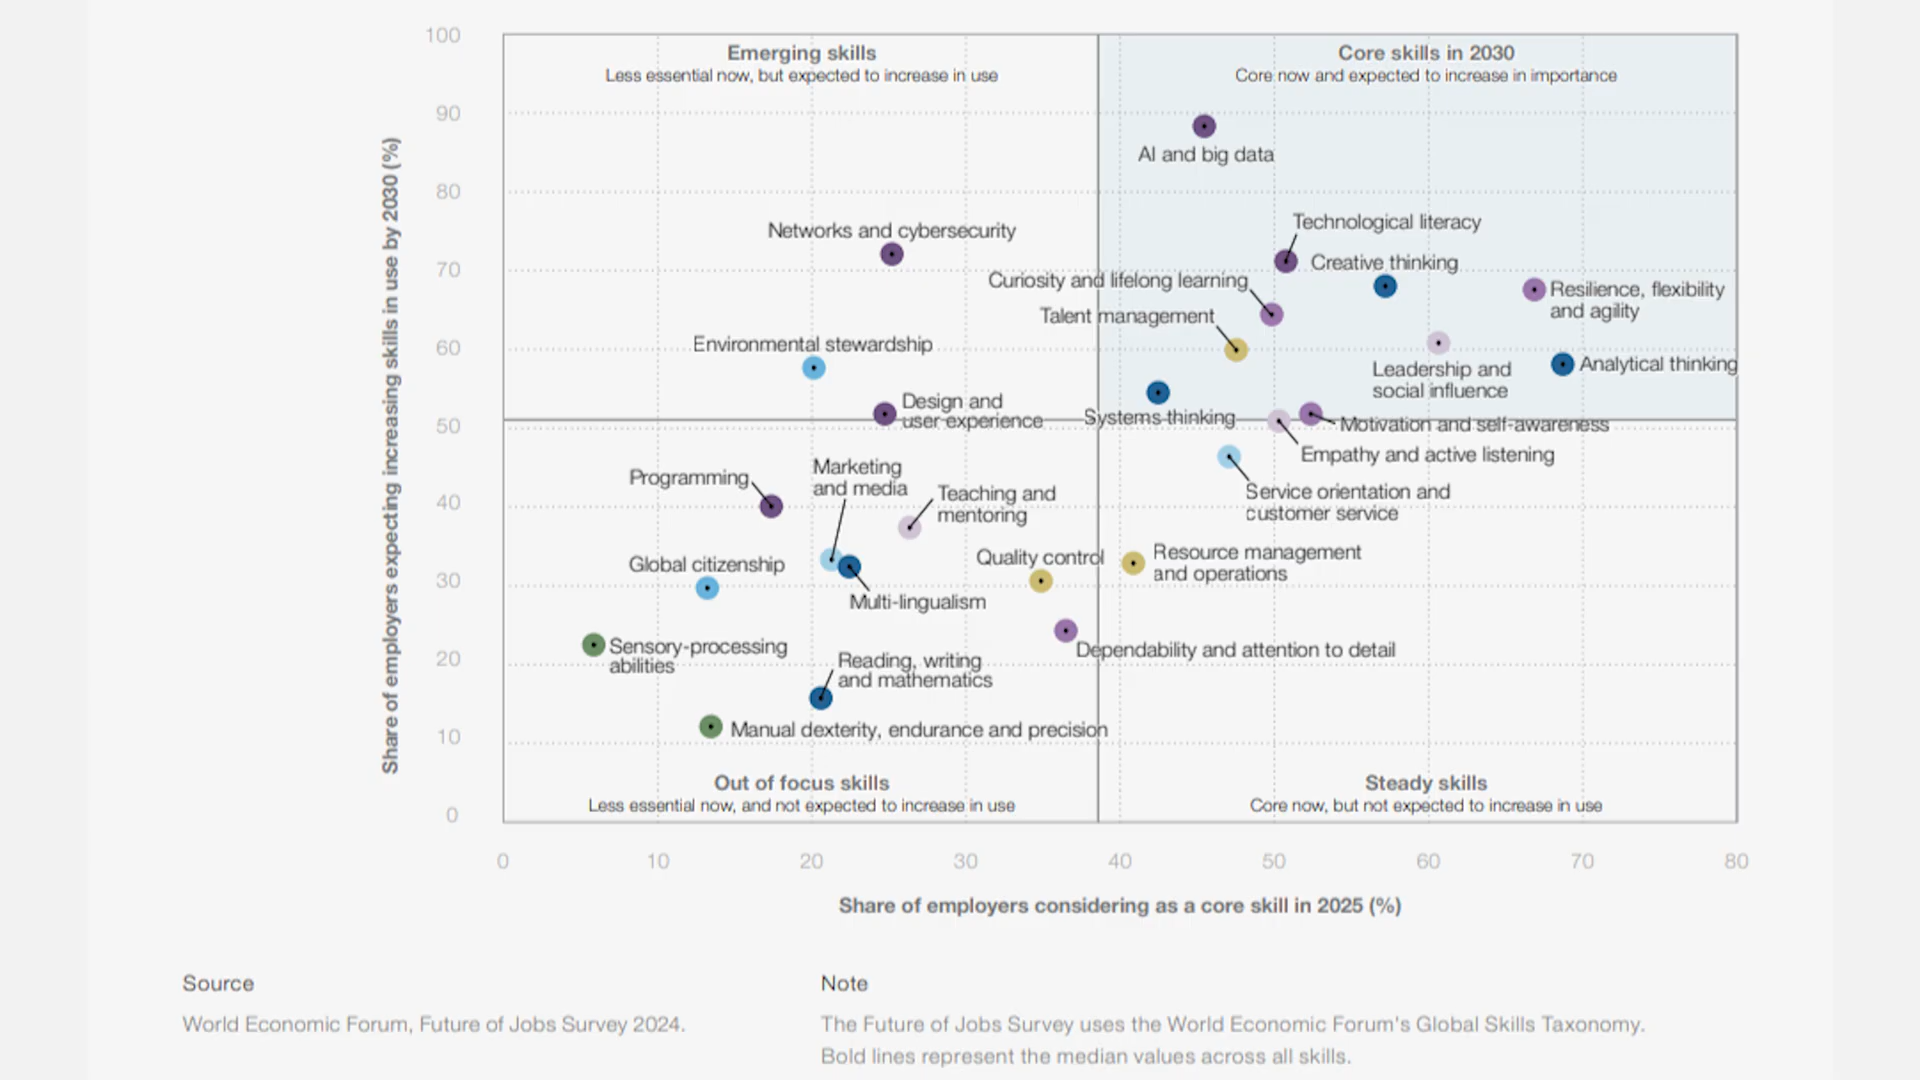 100
Emerging skills
Less essential now, but expected to increase in use
Core skills in 2030
Core now and expected to increase in importance
90
AI and big data
80
Technological literacy
Networks and cybersecurity
Creative thinking
70
Curiosity and lifelong learning
Resilience, flexibility
and agility
Talent management
Environmental stewardship
60
Leadership and
social influence
Analytical thinking
Design and
user experience
Systems thinking
Motivation and self-awareness
50
Empathy and active listening
Marketing
and media
Programming
Teaching and
mentoring
Service orientation and
customer service
40
Quality control
Resource management
and operations
Global citizenship
30
Multi-lingualism
Sensory-processing
abilities
Dependability and attention to detail
20
Reading, writing
and mathematics
Manual dexterity, endurance and precision
10
Out of focus skills
Less essential now, and not expected to increase in use
Steady skills
Core now, but not expected to increase in use
0
Share of employers expecting increasing skills in use by 2030 (%)
0 10 20 30 40 50 60 70 80
Share of employers considering as a core skill in 2025 (%)
Source
World Economic Forum, Future of Jobs Survey 2024.
Note
The Future of Jobs Survey uses the World Economic Forum's Global Skills Taxonomy.
Bold lines represent the median values across all skills.